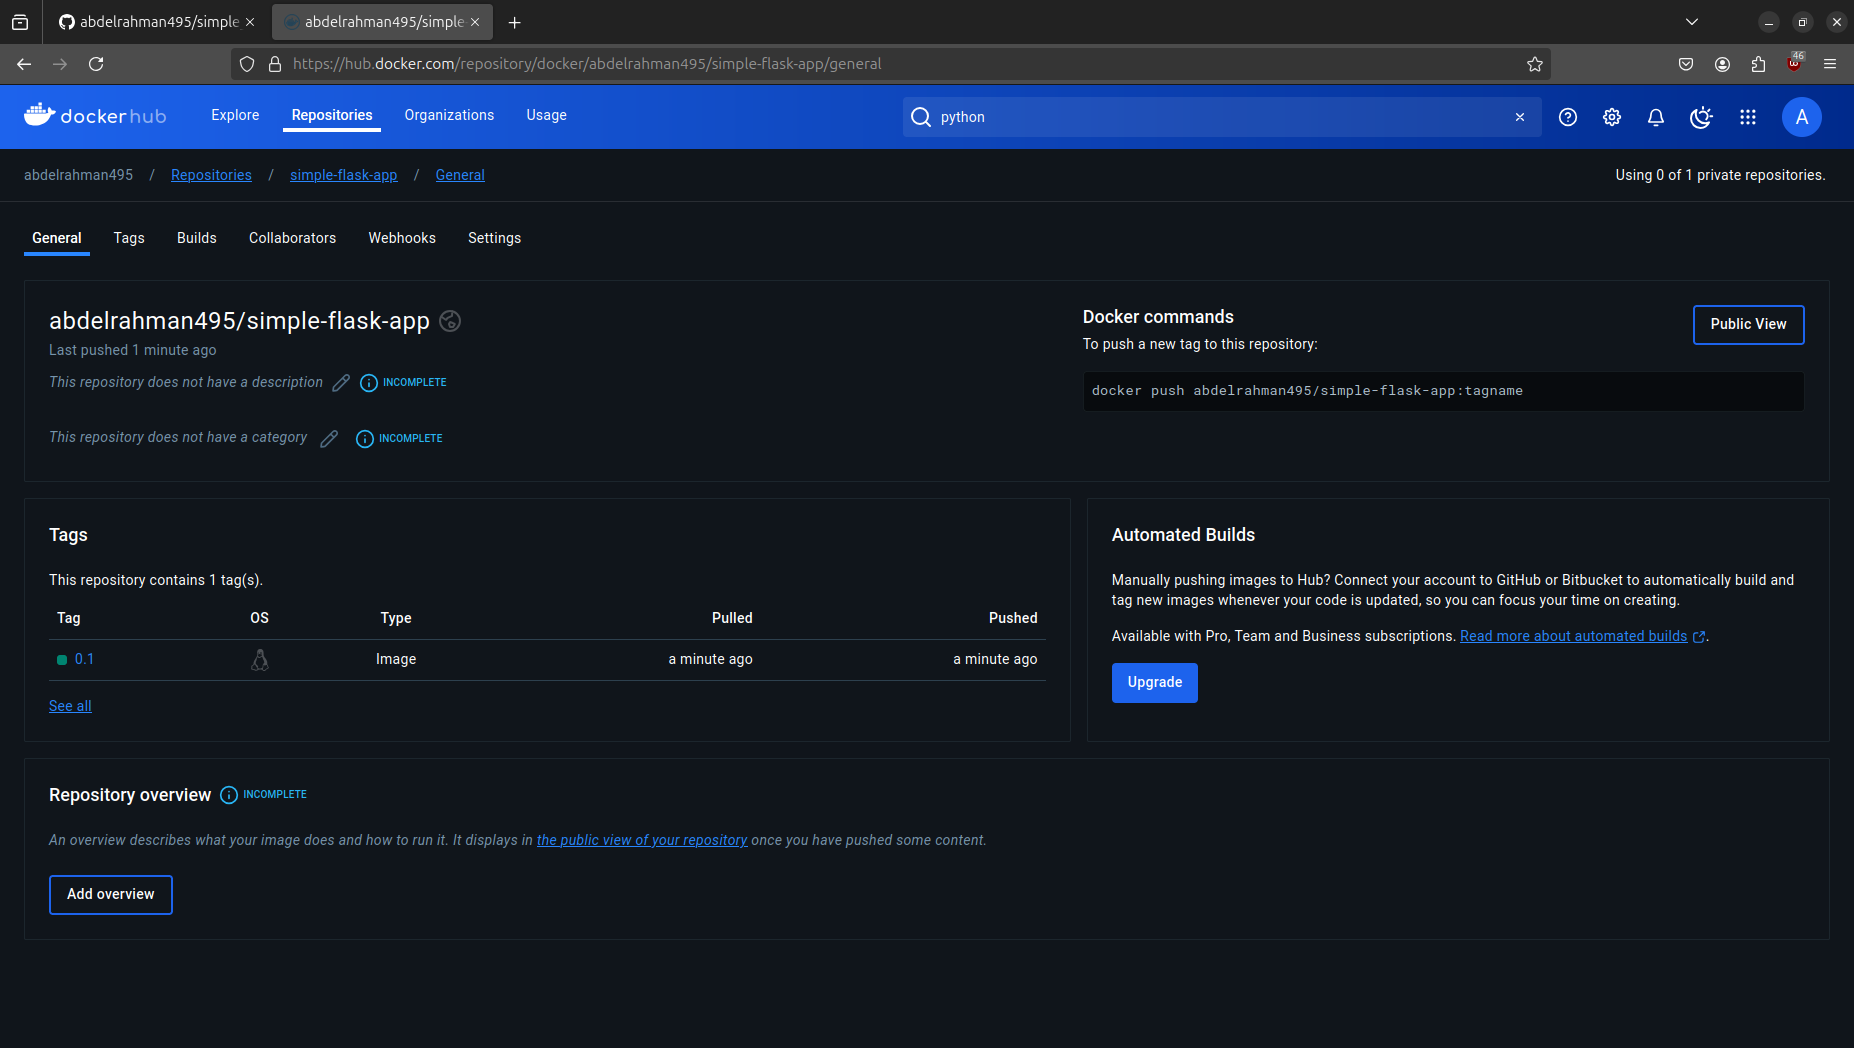 abdelrahman495/simple
abdelrahman495/simple
https://hub.docker.com/repository/docker/abdelrahman495/simple-flask-app/general
46
dockerhub
Explore
Repositories
Organizations
Usage
python
A
abdelrahman495 / Repositories / simple-flask-app / General
Using 0 of 1 private repositories.
General
Tags
Builds
Collaborators
Webhooks
Settings
abdelrahman495/simple-flask-app
Last pushed 1 minute ago
This repository does not have a description
INCOMPLETE
This repository does not have a category
INCOMPLETE
Docker commands
To push a new tag to this repository:
Public View
docker push abdelrahman495/simple-flask-app:tagname
Tags
This repository contains 1 tag(s).
Tag OS Type Pulled Pushed
0.1 Image a minute ago a minute ago
See all
Automated Builds
Manually pushing images to Hub? Connect your account to GitHub or Bitbucket to automatically build and
tag new images whenever your code is updated, so you can focus your time on creating.
Available with Pro, Team and Business subscriptions. Read more about automated builds.
Upgrade
Repository overview
INCOMPLETE
An overview describes what your image does and how to run it. It displays in the public view of your repository once you have pushed some content.
Add overview